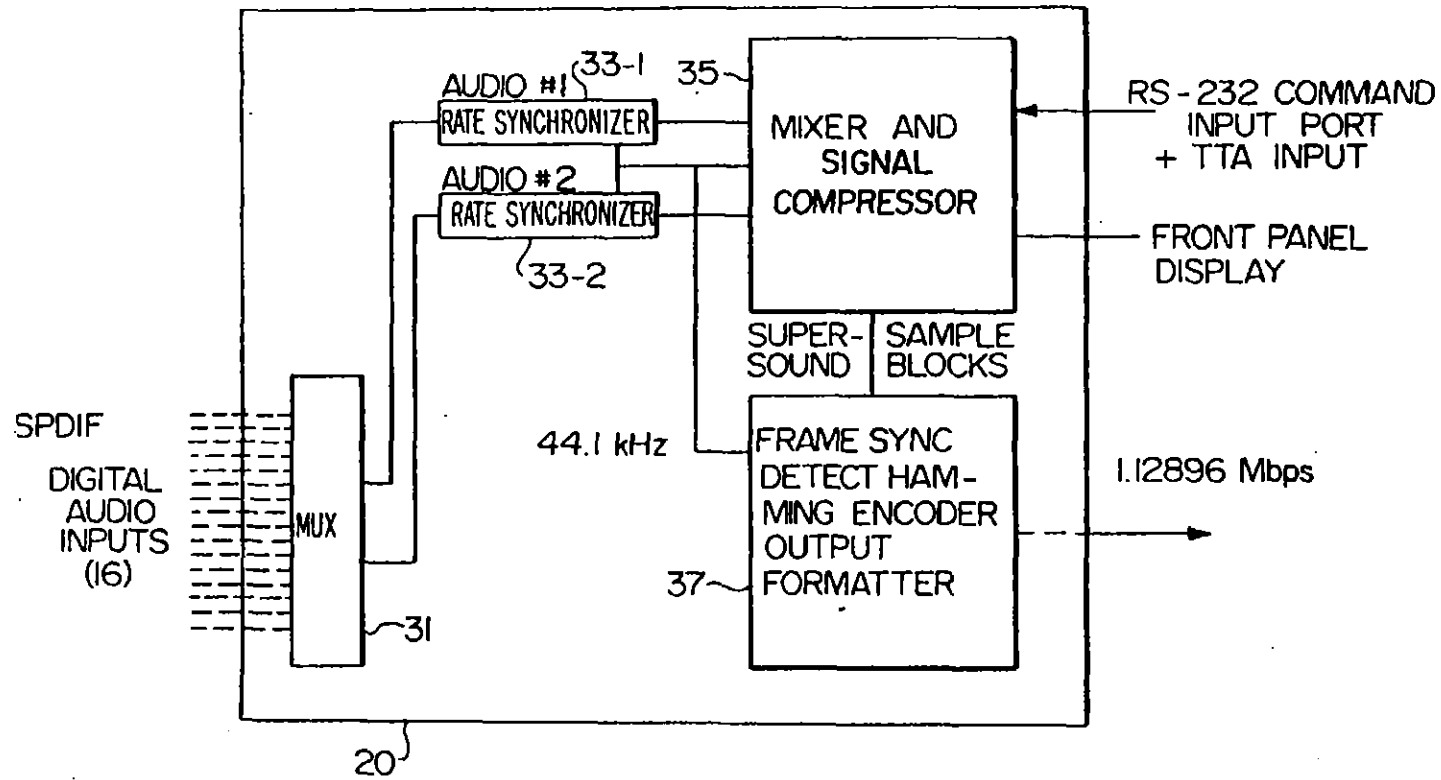 33-1
AUDIO #1
RATE SYNCHRONIZER
AUDIO #2
RATE SYNCHRONIZER
33-2
35
MIXER AND
SIGNAL
COMPRESSOR
RS-232 COMMAND
INPUT PORT
+ TTA INPUT
FRONT PANEL
DISPLAY
SUPER-
SOUND
SAMPLE
BLOCKS
SPDIF
DIGITAL
AUDIO
INPUTS
(16)
MUX
31
44.1 kHz
FRAME SYNC
DETECT HAM-
MING ENCODER
OUTPUT
FORMATTER
37
1.12896 Mbps
20